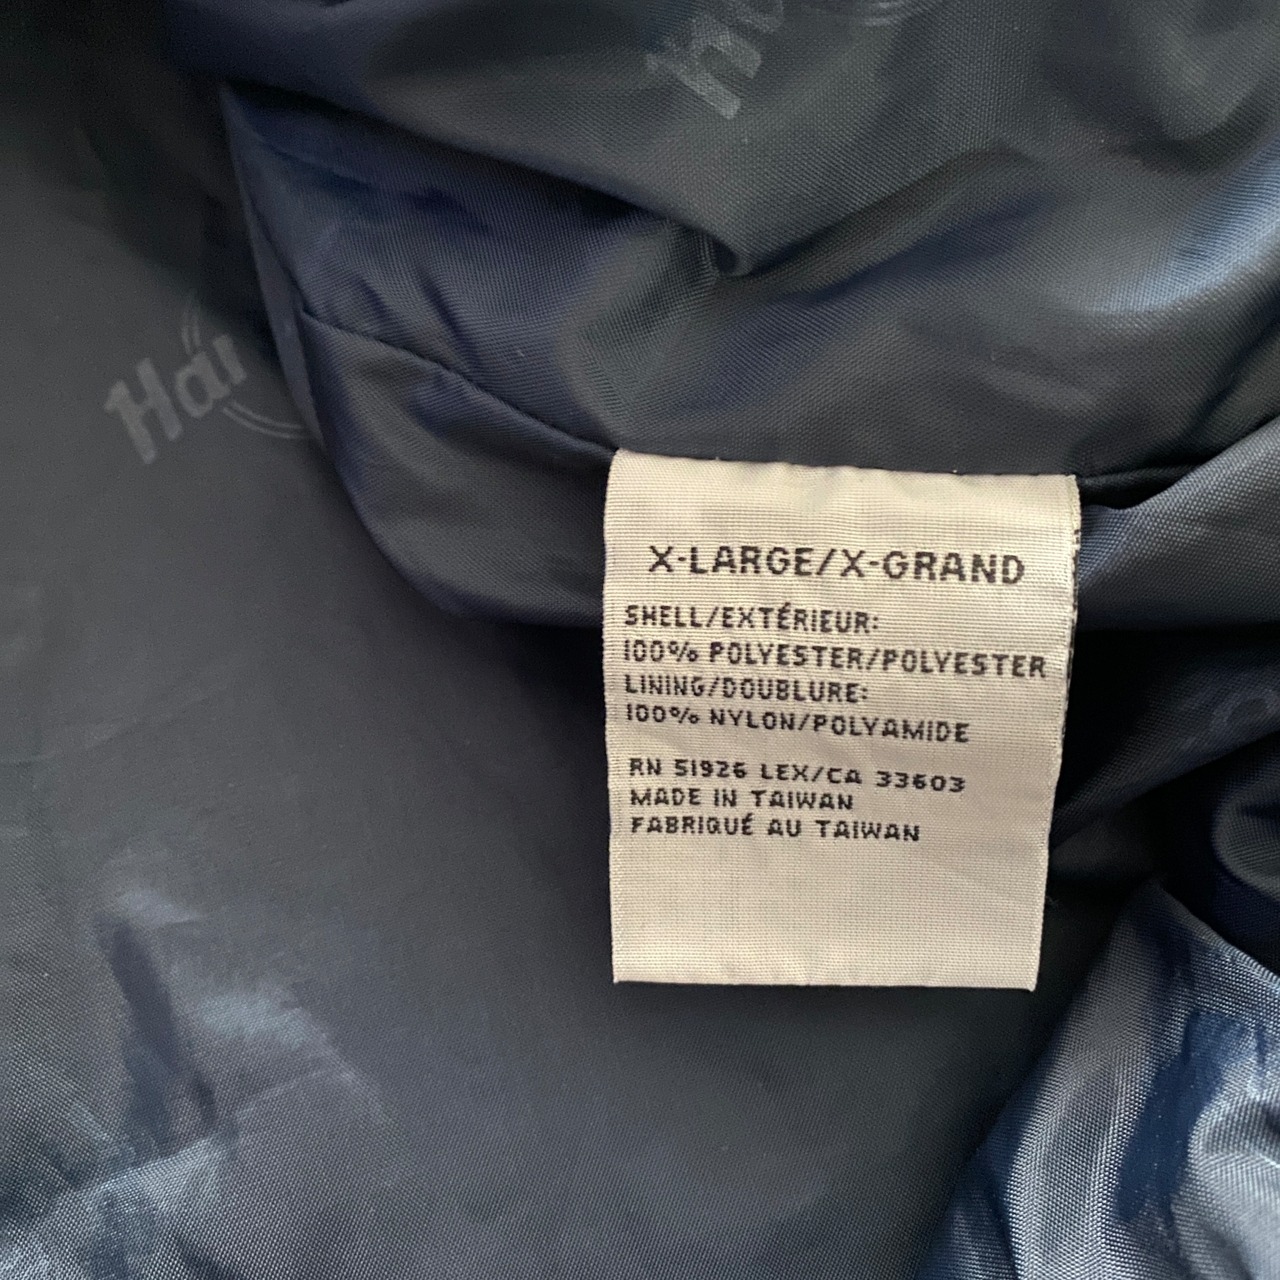 Har
X-LARGE/X-GRAND
SHELL/EXTÉRIEUR:
100% POLYESTER/POLYESTER
LINING/DOUBLURE:
100% NYLON/POLYAMIDE
RN 51926 LEX/CA 33603
MADE IN TAIWAN
FABRIQUÉ AU TAIWAN